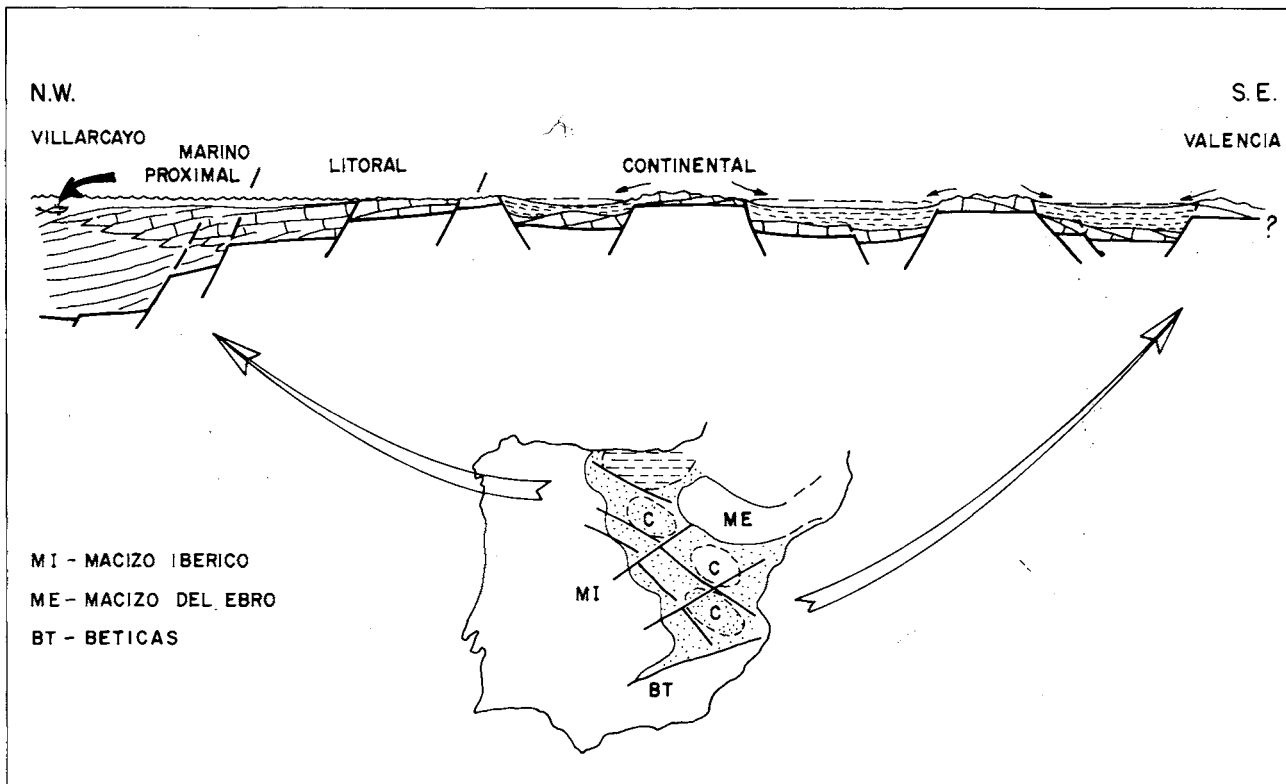 N.W.
S.E.
VILLARCAYO
VALENCIA
MARINO
PROXIMAL /
LITORAL /
CONTINENTAL
?
ME
C
C
C
MI
BT
MI - MACIZO IBERICO
ME - MACIZO DEL EBRO
BT - BETICAS